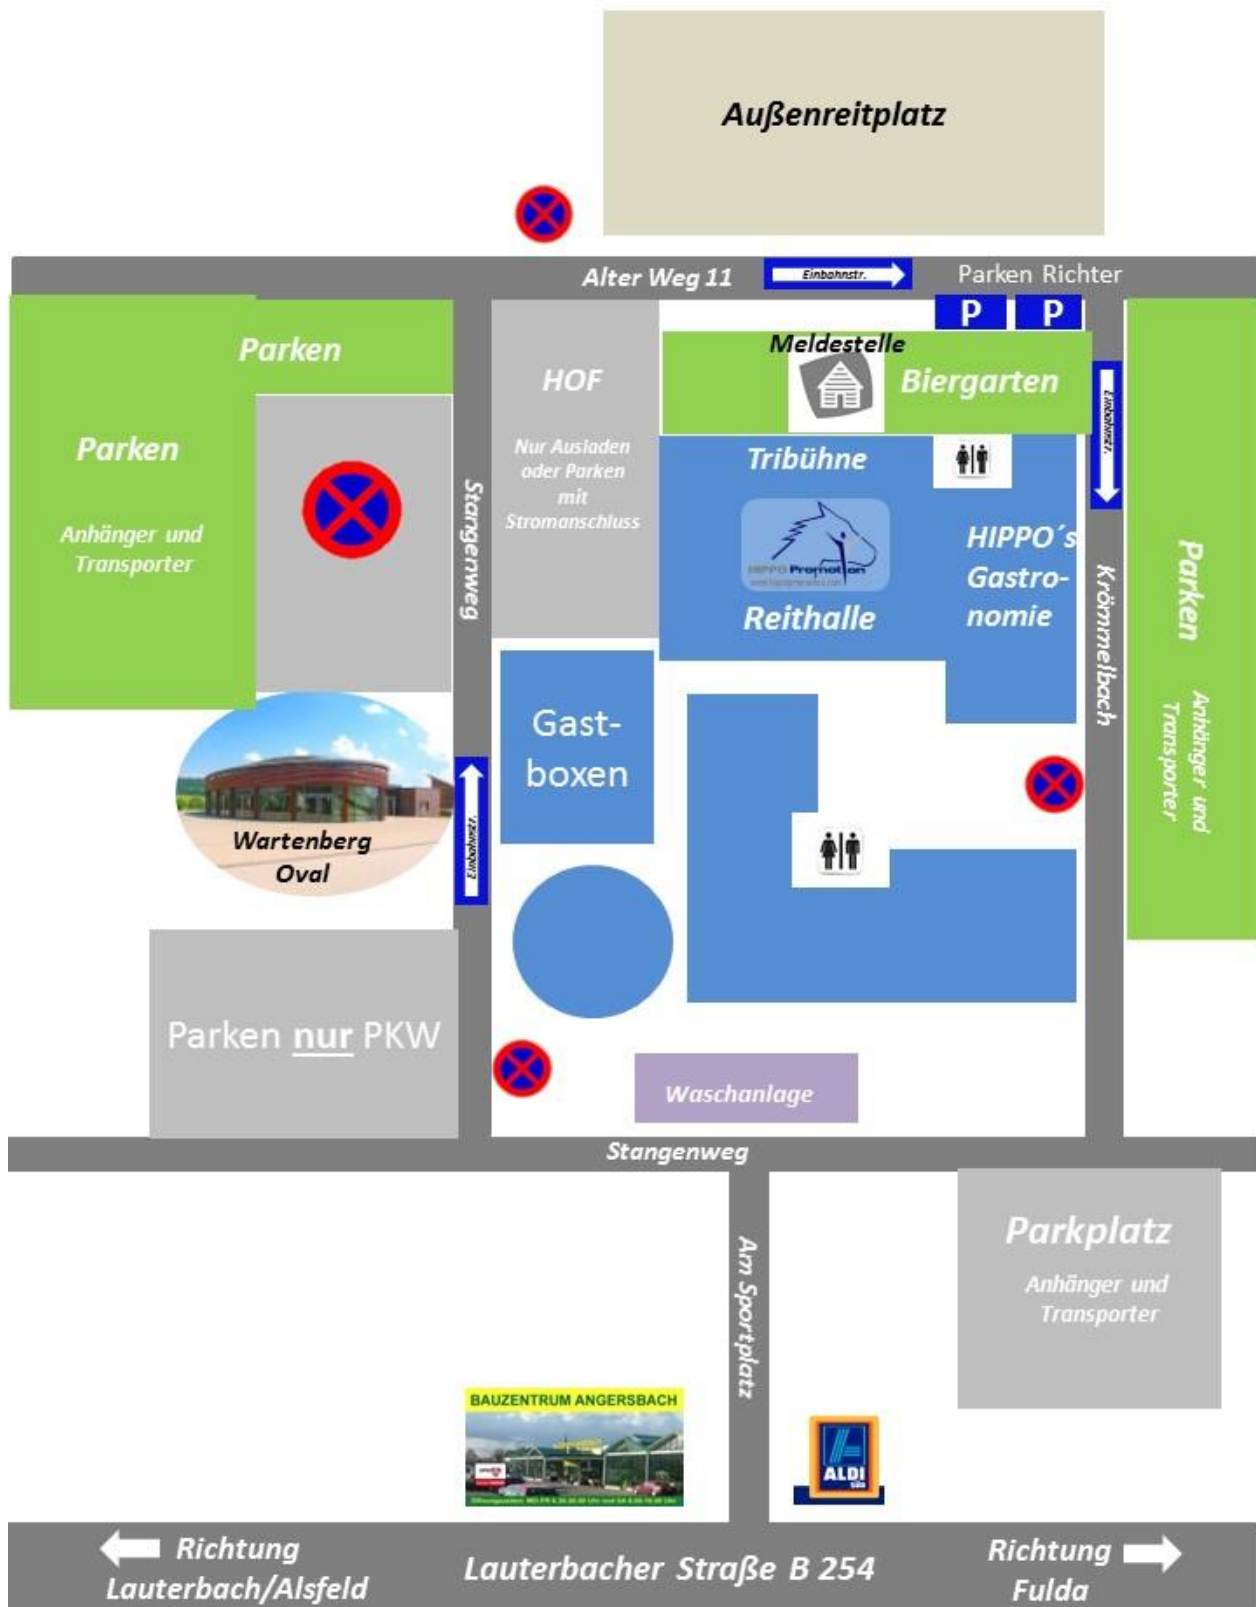 Außenreitplatz
Alter Weg 11
Einbahnstr.
Parken Richter
P
P
Parken
HOF
Nur Ausladen
oder Parken
mit
Stromanschluss
Meldestelle
Biergarten
Einbahnstr.
Parken
Anhänger und
Transporter
Stangenweg
Tribühne
HIPPO Promotion
Reithalle
HIPPO´s
Gastro-
nomie
Krömmelbach
Parken
Anhänger und
Transporter
Gast-
boxen
Wartenberg
Oval
Einbahnstr.
Parken nur PKW
Waschanlage
Stangenweg
Am Sportplatz
Parkplatz
Anhänger und
Transporter
BAUZENTRUM ANGERSBACH
ALDI
SÜD
Richtung
Lauterbach/Alsfeld
Lauterbacher Straße B 254
Richtung
Fulda